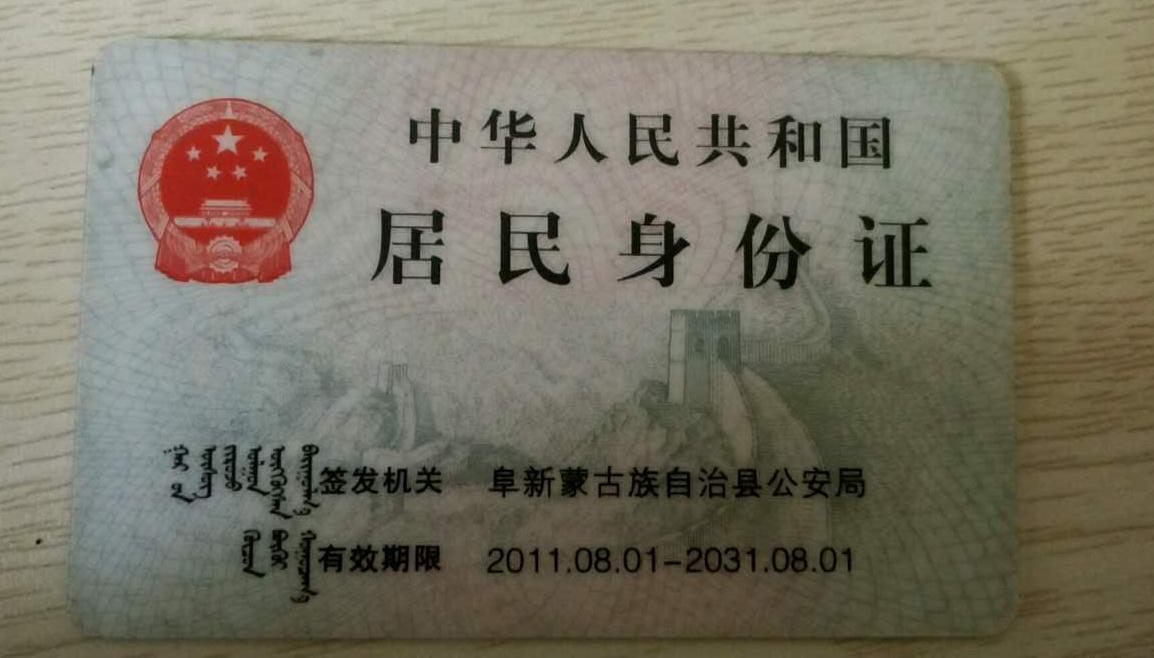 中华人民共和国
居民身份证
签发机关 阜新蒙古族自治县公安局
有效期限 2011.08.01-2031.08.01